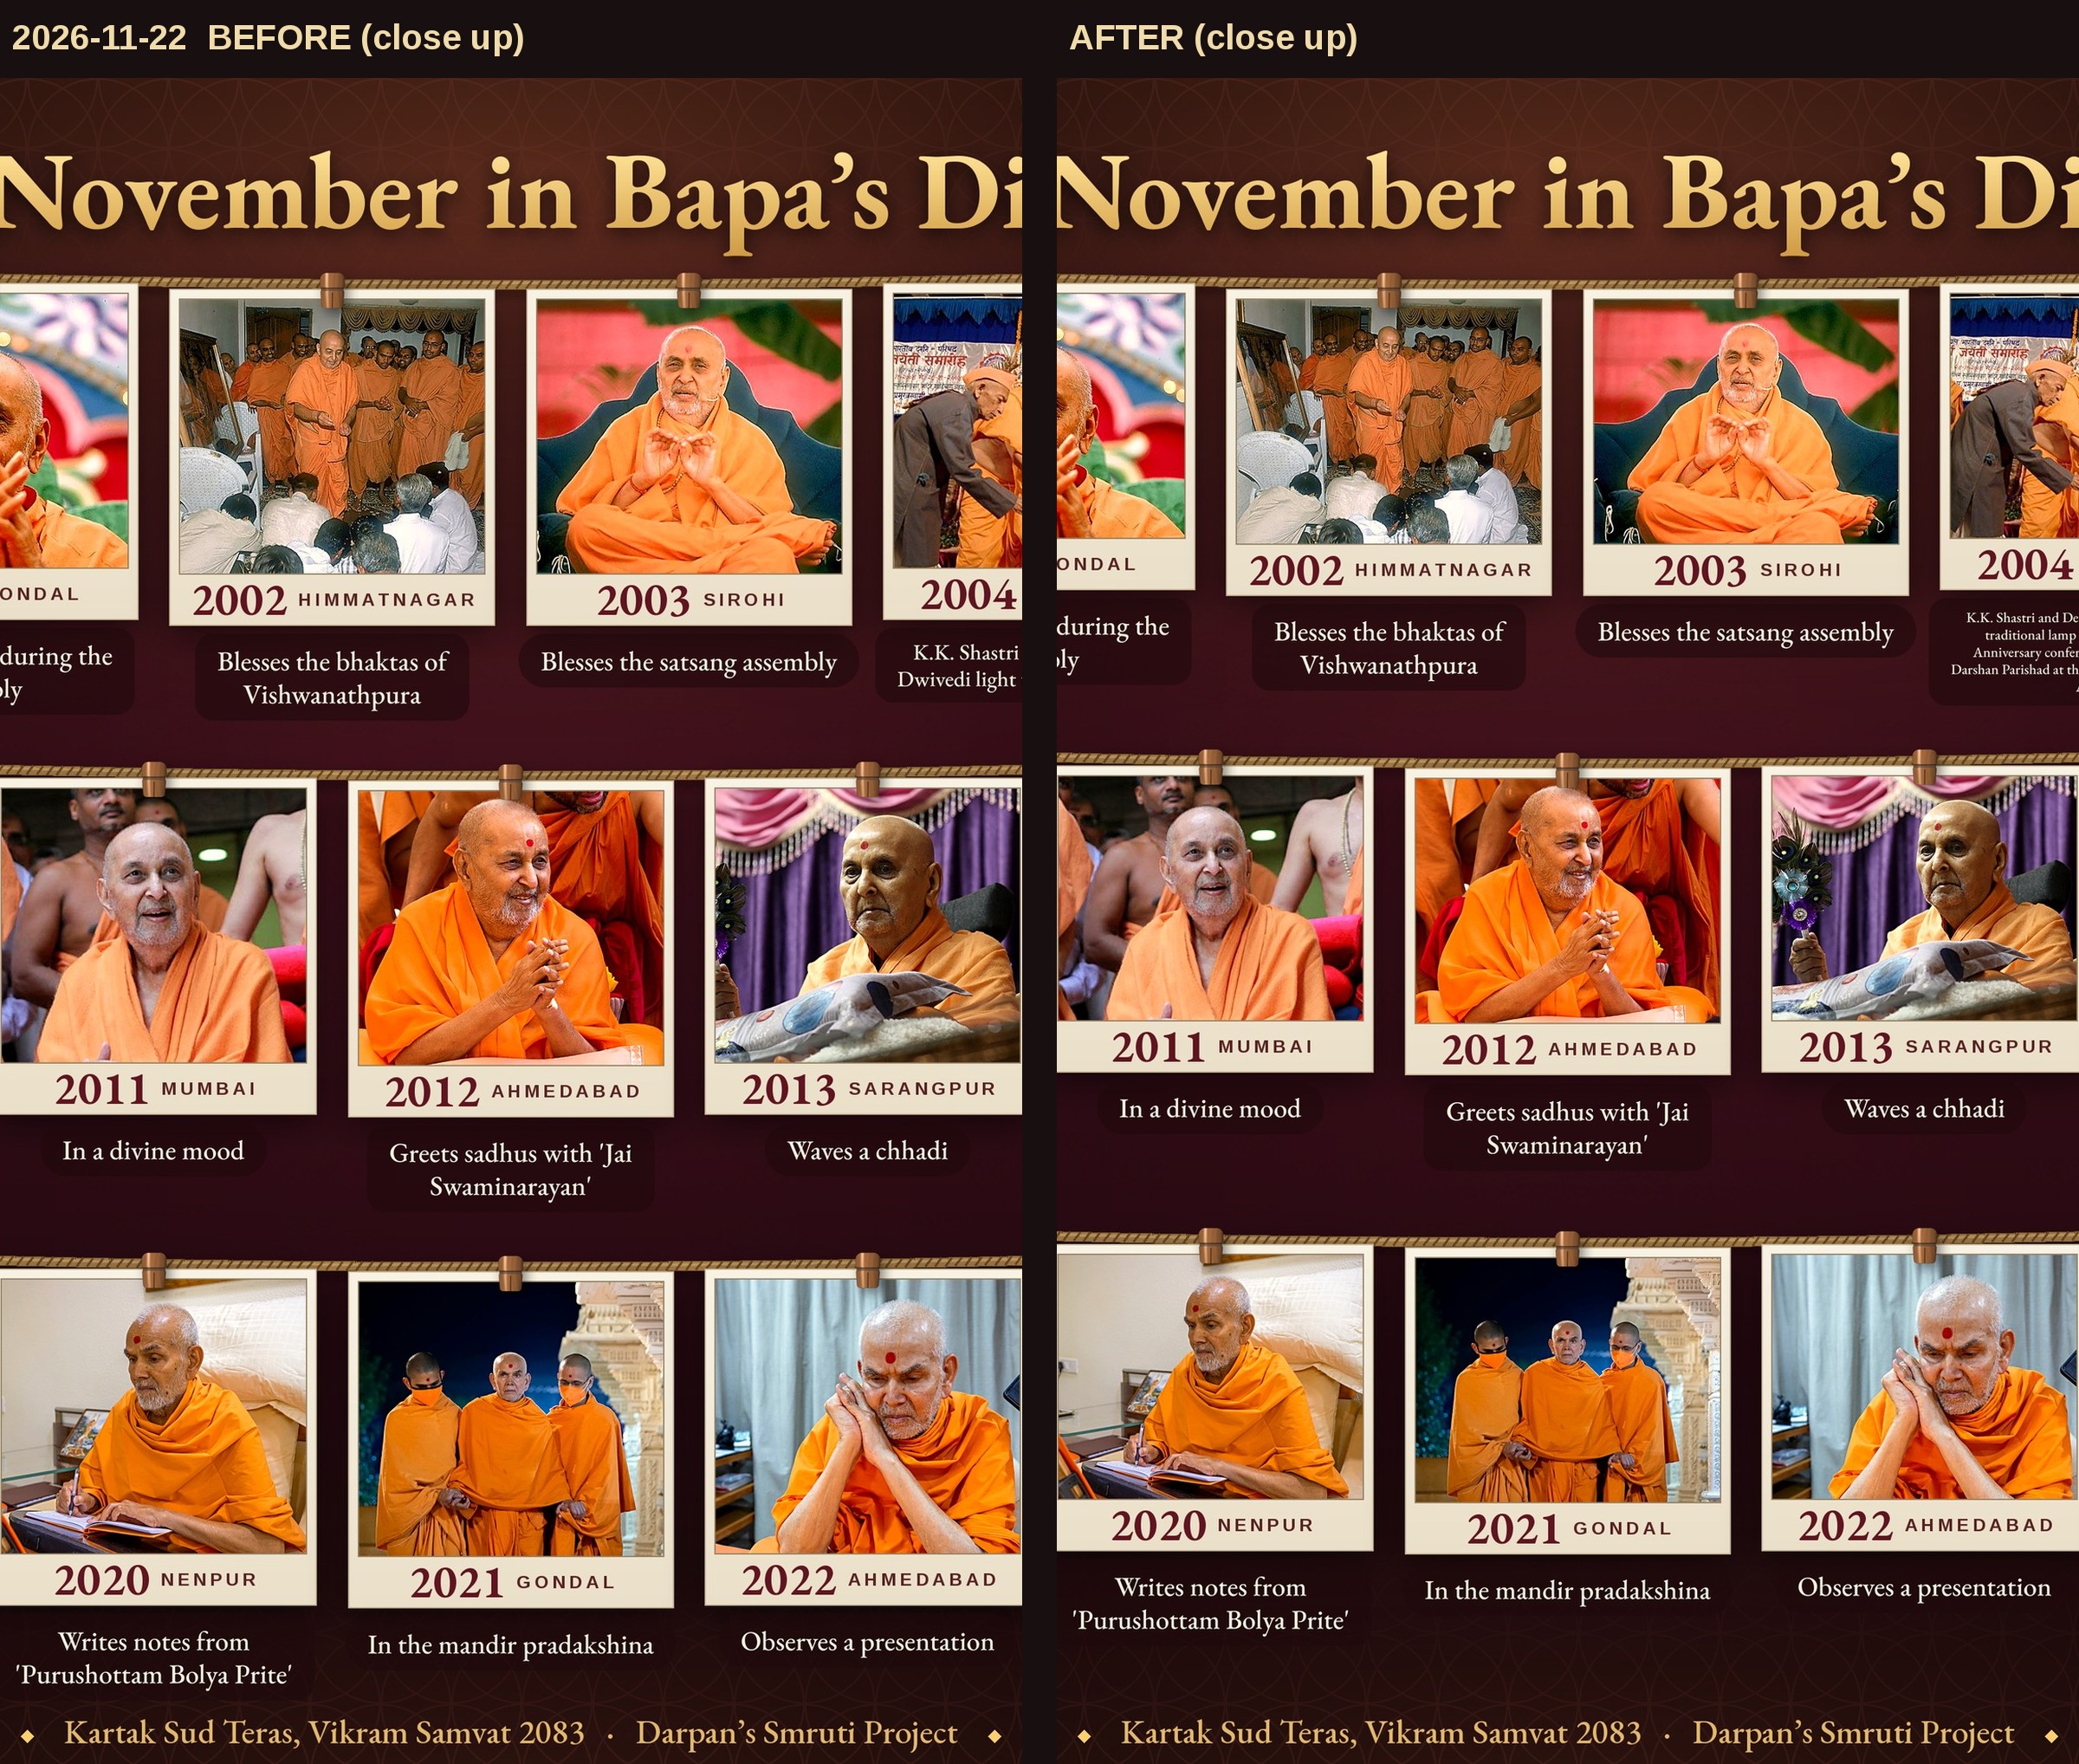 2026-11-22 BEFORE (close up)
November in Bapa’s Di
ONDAL
during the
2002 HIMMATNAGAR
Blesses the bhaktas of
Vishwanathpura
2003 SIROHI
Blesses the satsang assembly
जयंती समारोह
2004
K.K. Shastri
Dwivedi light
2011 MUMBAI
In a divine mood
2012 AHMEDABAD
Greets sadhus with 'Jai
Swaminarayan'
2013 SARANGPUR
Waves a chhadi
2020 NENPUR
Writes notes from
'Purushottam Bolya Prite'
2021 GONDAL
In the mandir pradakshina
2022 AHMEDABAD
Observes a presentation
Kartak Sud Teras, Vikram Samvat 2083 · Darpan’s Smruti Project
AFTER (close up)
November in Bapa’s Di
ONDAL
during the
2002 HIMMATNAGAR
Blesses the bhaktas of
Vishwanathpura
2003 SIROHI
Blesses the satsang assembly
जयंती समारोह
2004
K.K. Shastri and De
traditional lamp
Anniversary confer
Darshan Parishad at th
2011 MUMBAI
In a divine mood
2012 AHMEDABAD
Greets sadhus with 'Jai
Swaminarayan'
2013 SARANGPUR
Waves a chhadi
2020 NENPUR
Writes notes from
'Purushottam Bolya Prite'
2021 GONDAL
In the mandir pradakshina
2022 AHMEDABAD
Observes a presentation
Kartak Sud Teras, Vikram Samvat 2083 · Darpan’s Smruti Project